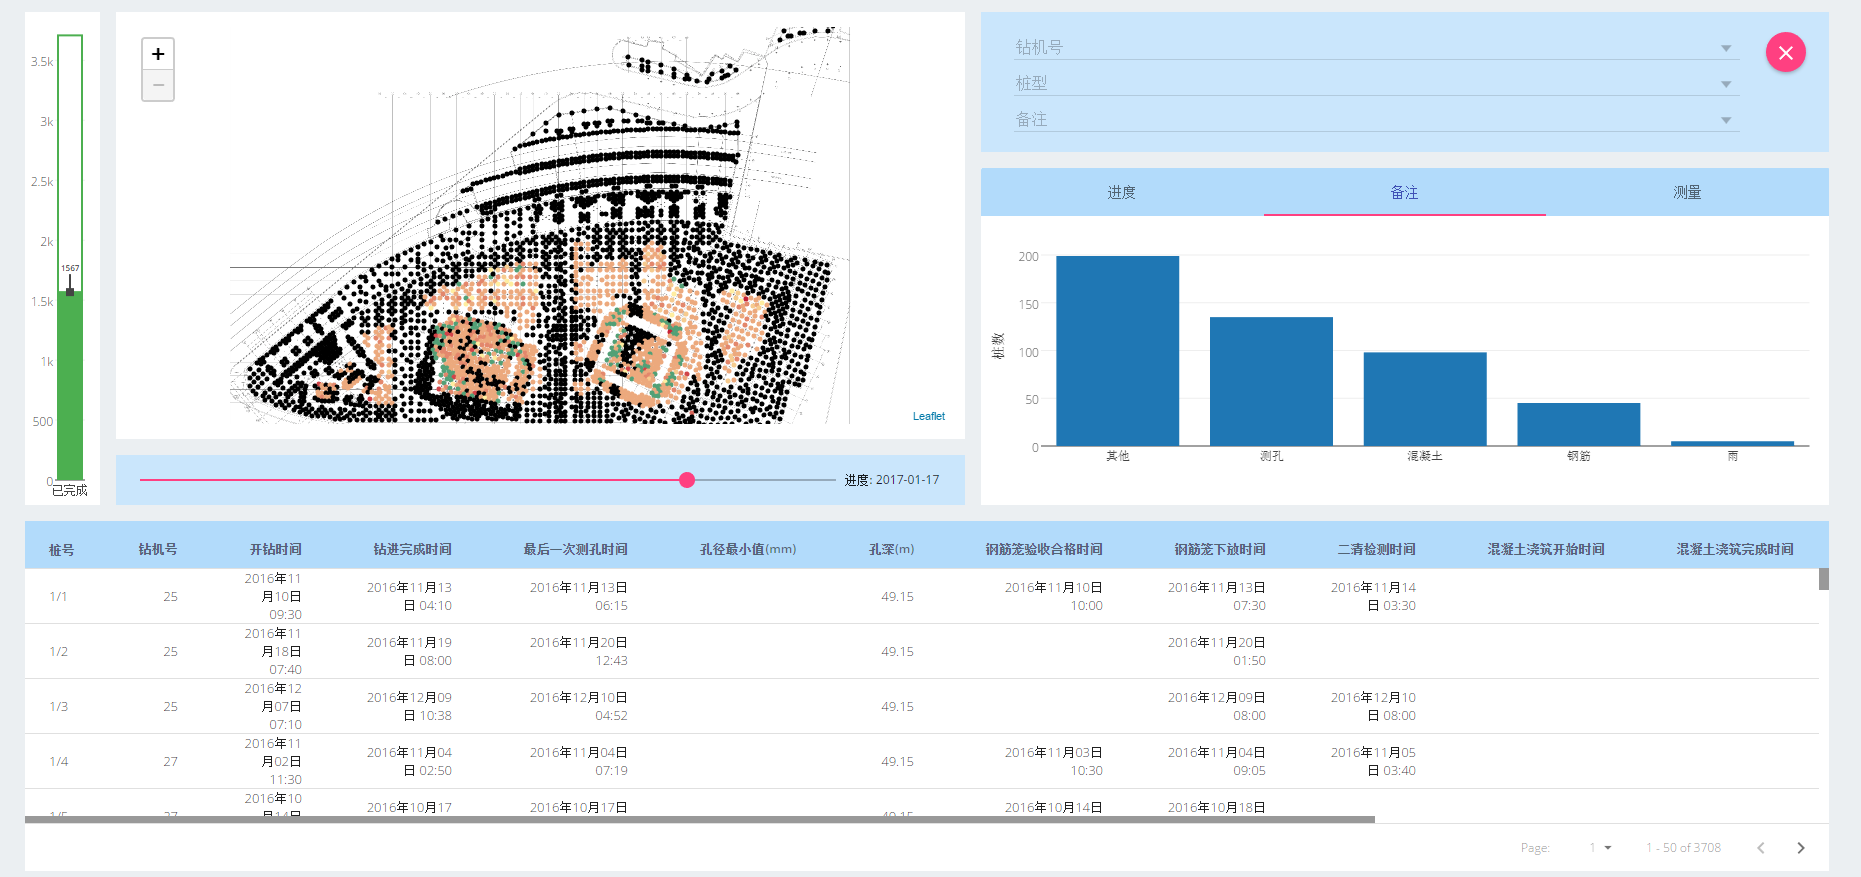 3.5k
3k
2.5k
2k
1567
1.5k
1k
500
0
已完成
+
−
Leaflet
进度: 2017-01-17
钻机号
桩型
备注
进度 备注 测量
200
150
100
50
0
桩数
其他 测孔 混凝土 钢筋 雨
桩号 钻机号 开钻时间 钻进完成时间 最后一次测孔时间 孔径最小值(mm) 孔深(m) 钢筋笼验收合格时间 钢筋笼下放时间 二清检测时间 混凝土浇筑开始时间 混凝土浇筑完成时间
2016年11
月10日
09:30
1/1 25 2016年11月13
日 04:10 2016年11月13日
06:15 49.15 2016年11月10日
10:00 2016年11月13日
07:30 2016年11月14
日 03:30
2016年11
月18日
07:40
1/2 25 2016年11月19
日 08:00 2016年11月20日
12:43 49.15 2016年11月20日
01:50
2016年12
月07日
07:10
1/3 25 2016年12月09
日 10:38 2016年12月10日
04:52 49.15 2016年12月09日
08:00 2016年12月10
日 08:00
2016年11
月02日
11:30
1/4 27 2016年11月04
日 02:50 2016年11月04日
07:19 49.15 2016年11月03日
10:30 2016年11月04日
09:05 2016年11月05
日 03:40
2016年10
月14日
1/5 27 2016年10月17 2016年10月17日 49.15 2016年10月14日 2016年10月18日
Page: 1 1 - 50 of 3708